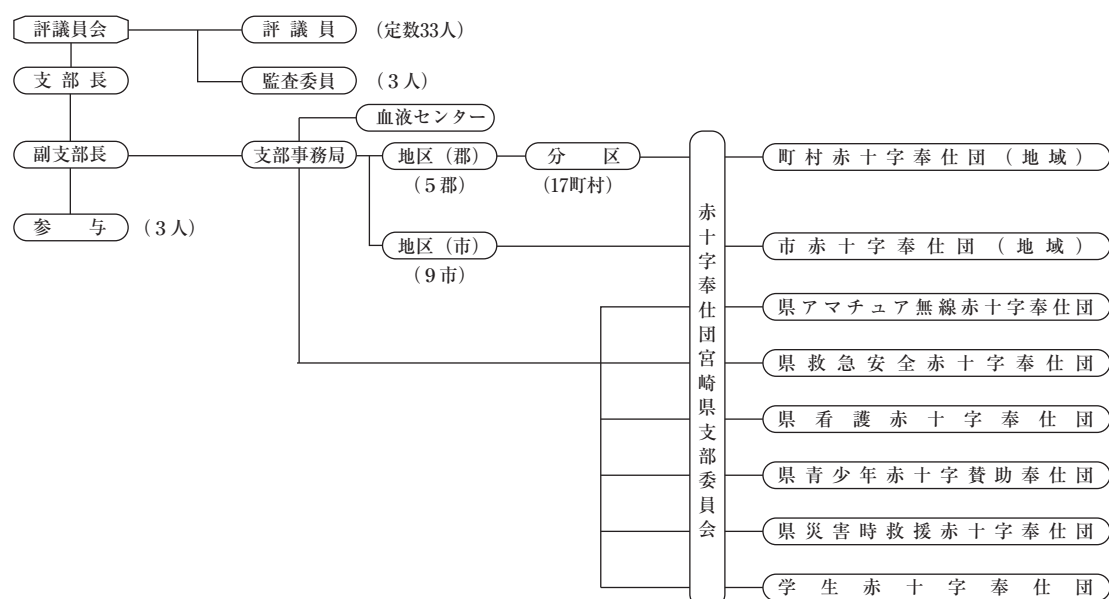 評議員会
評議員
(定数33人)
支部長
監査委員
(3人)
血液センター
副支部長
支部事務局
地区(郡)
(5郡)
分区
(17町村)
参与
(3人)
地区(市)
(9市)
赤十字奉仕団宮崎県支部委員会
町村赤十字奉仕団(地域)
市赤十字奉仕団(地域)
県アマチュア無線赤十字奉仕団
県救急安全赤十字奉仕団
県看護赤十字奉仕団
県青少年赤十字賛助奉仕団
県災害時救援赤十字奉仕団
学生赤十字奉仕団